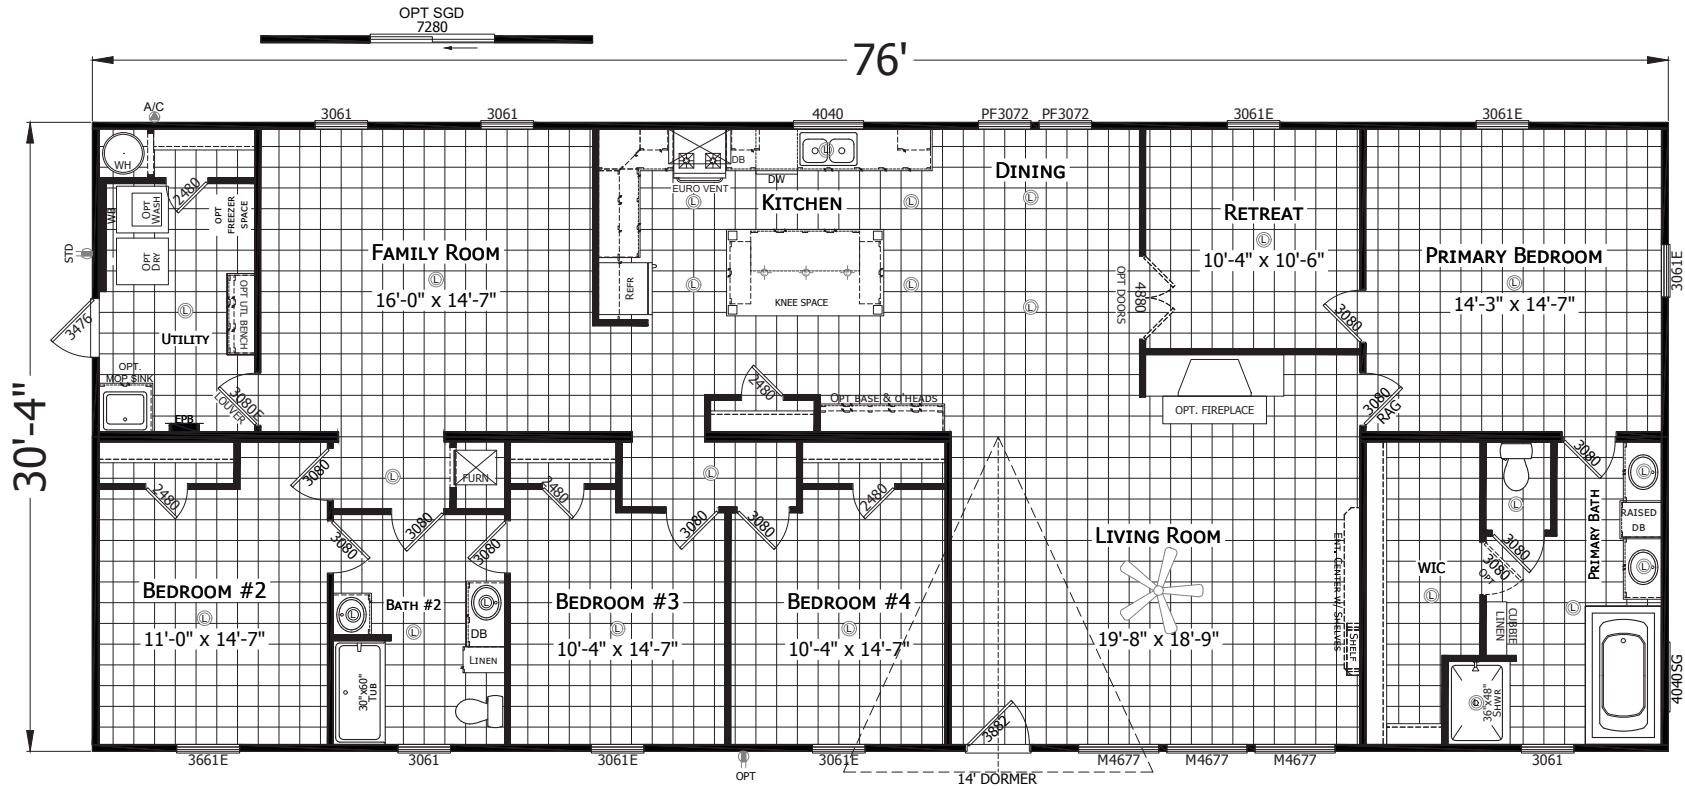 OPT SGD
7280
76'
30'-4"
A/C
3061
3061
4040
PF3072
PF3072
3061E
3061E
WH
2480
WB
OPT
WASH
OPT
FREEZER
SPACE
OPT
DRY
STD
OPT UTL BENCH
3476
UTILITY
OPT.
MOP SINK
3080E
LOUVER
EPB
FAMILY ROOM
L
16'-0" x 14'-7"
DB
DW
EURO VENT
KITCHEN
REFR
KNEE SPACE
2480
OPT BASE & O'HEADS
DINING
OPT DOORS
4880
RETREAT
10'-4" x 10'-6"
3080
OPT. FIREPLACE
PRIMARY BEDROOM
14'-3" x 14'-7"
3061E
3080
RAG
2480
3080
BEDROOM #2
11'-0" x 14'-7"
FURN
3080
3080
3080
BATH #2
DB
LINEN
30"x60"
TUB
2480
3080
BEDROOM #3
10'-4" x 14'-7"
3080
2480
BEDROOM #4
10'-4" x 14'-7"
LIVING ROOM
19'-8" x 18'-9"
ENT. CENTER W/ SHELVES
SHELF
3882
WIC
3080
3080
3080
OPT
CUBBIE
LINEN
PRIMARY BATH
RAISED
DB
36"x48"
SHWR
4040SG
3661E
3061
3061E
OPT
3061E
14' DORMER
M4677
M4677
M4677
3061